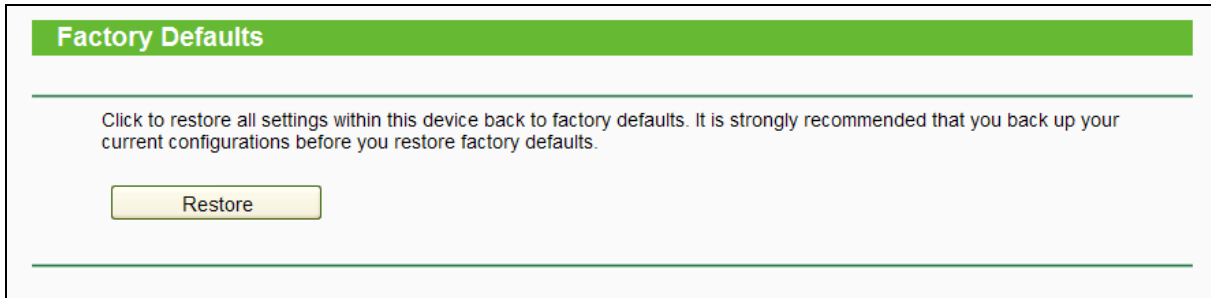 Factory Defaults
Click to restore all settings within this device back to factory defaults. It is strongly recommended that you back up your
current configurations before you restore factory defaults.
Restore